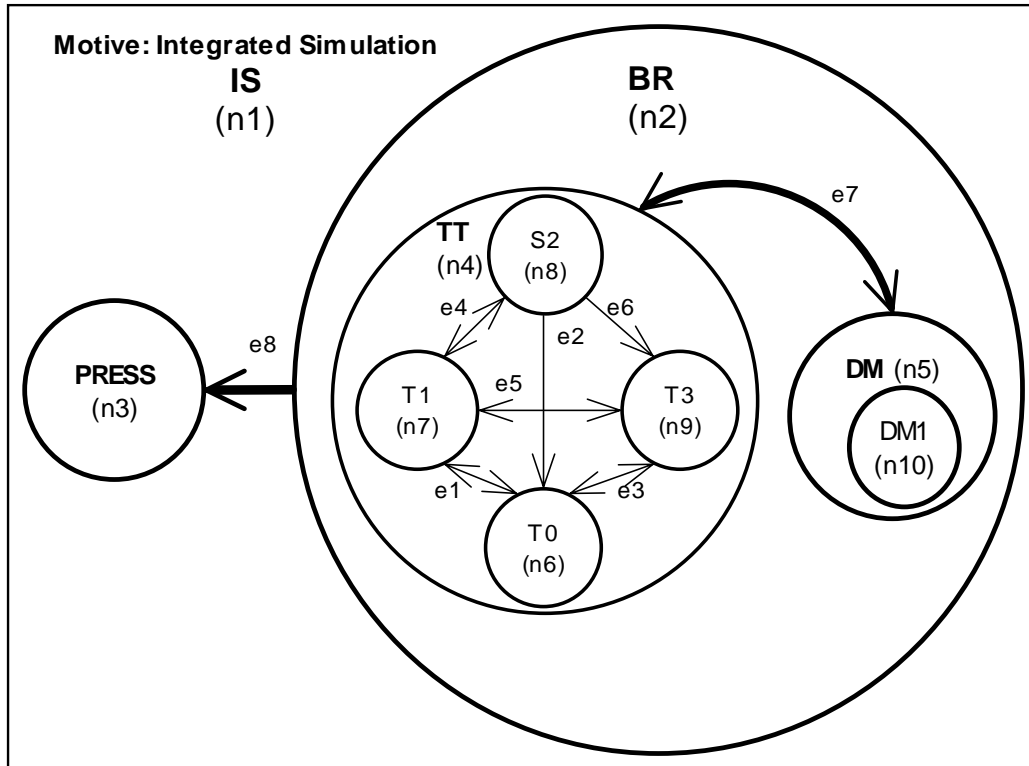 Motive: Integrated Simulation
IS
(n1)
BR
(n2)
e7
TT
(n4)
S2
(n8)
e4
e6
e2
e8
PRESS
(n3)
T1
(n7)
e5
T3
(n9)
DM (n5)
DM1
(n10)
e1
e3
T0
(n6)